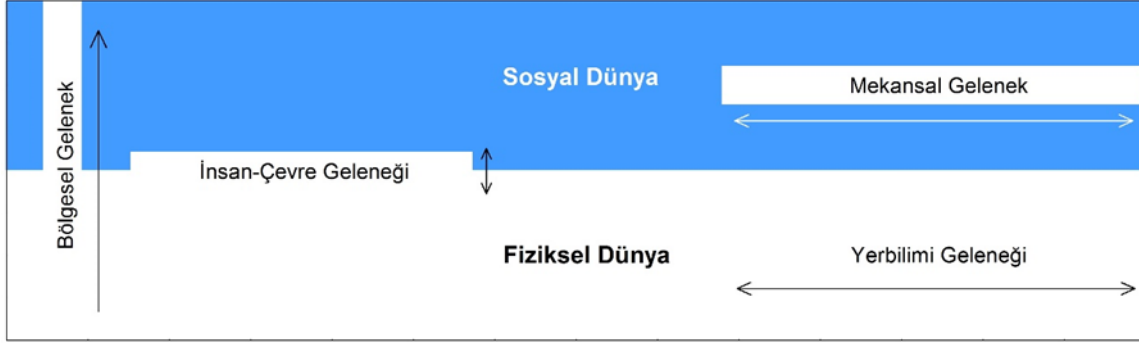 Bölgesel Gelenek
Sosyal Dünya
Mekansal Gelenek
İnsan-Çevre Geleneği
Fiziksel Dünya
Yerbilimi Geleneği